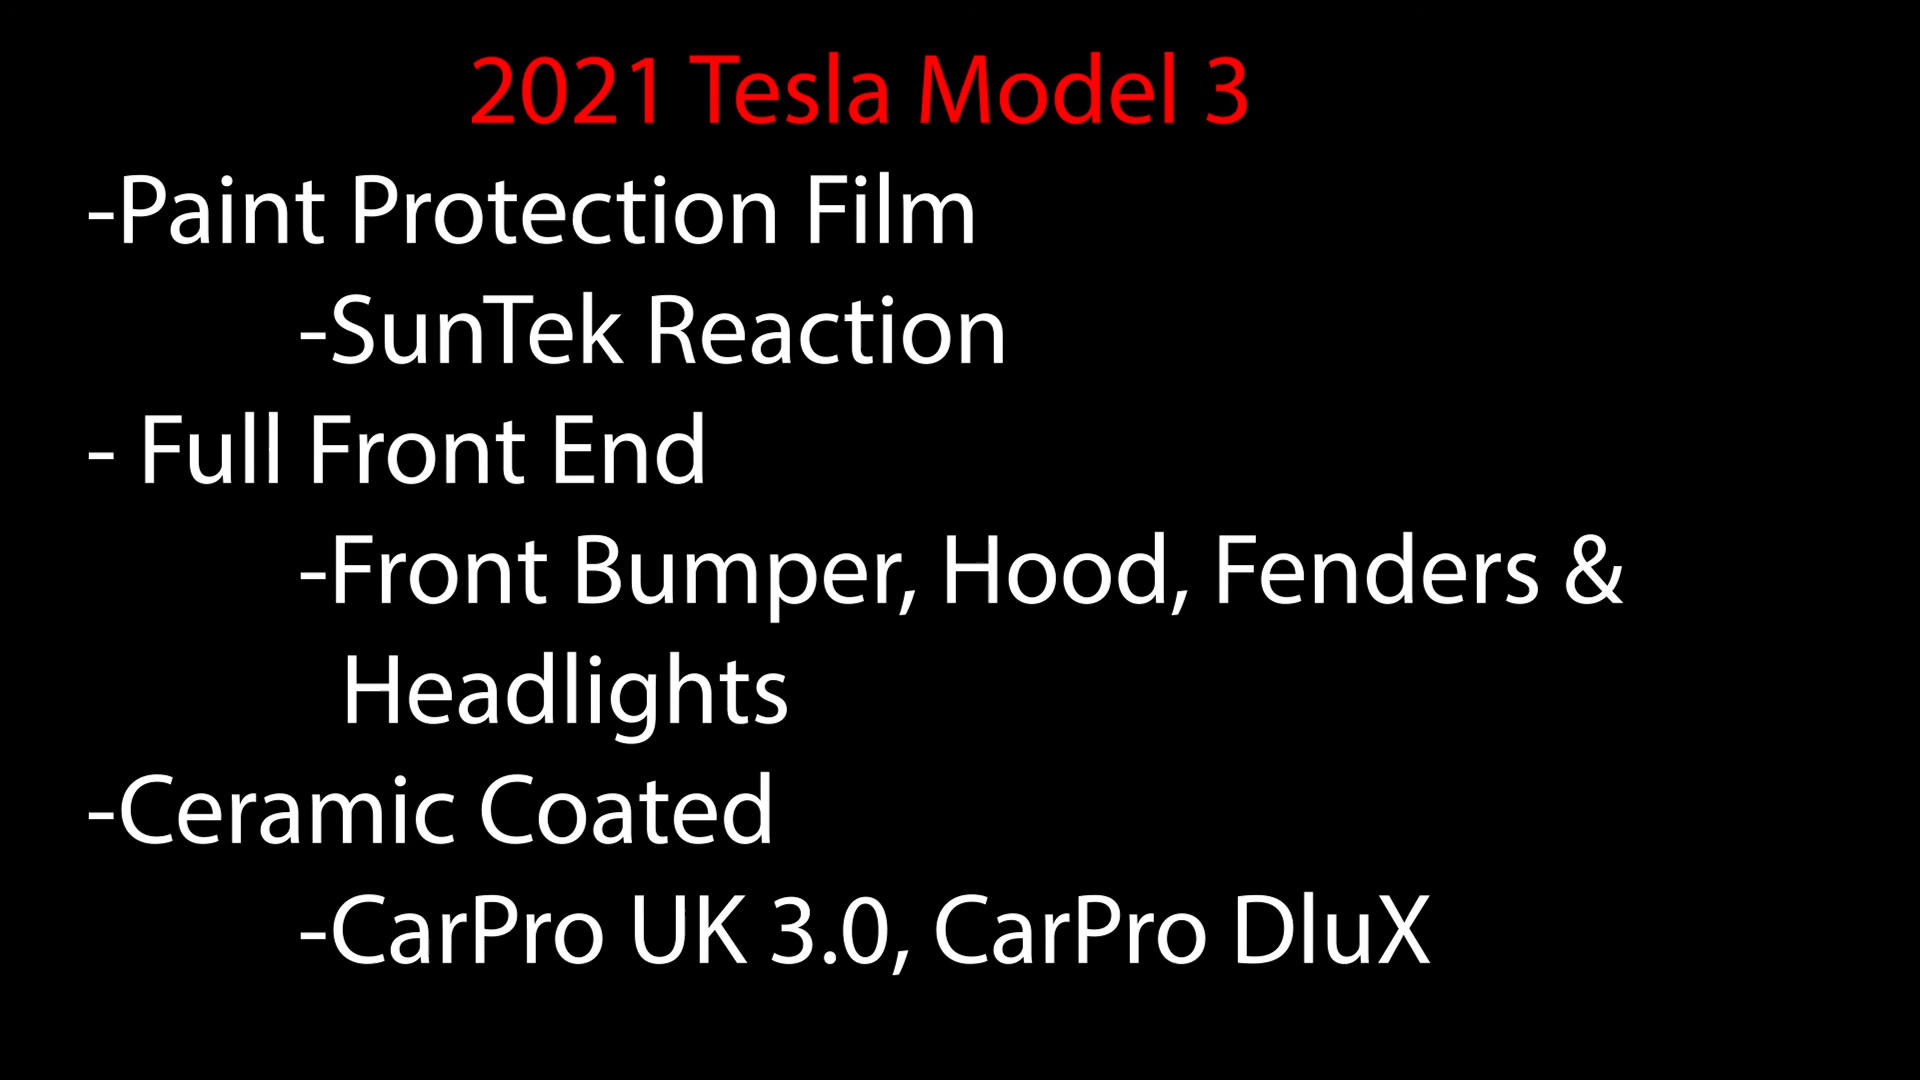 2021 Tesla Model 3
-Paint Protection Film
-SunTek Reaction
- Full Front End
-Front Bumper, Hood, Fenders &
Headlights
-Ceramic Coated
-CarPro UK 3.0, CarPro DluX